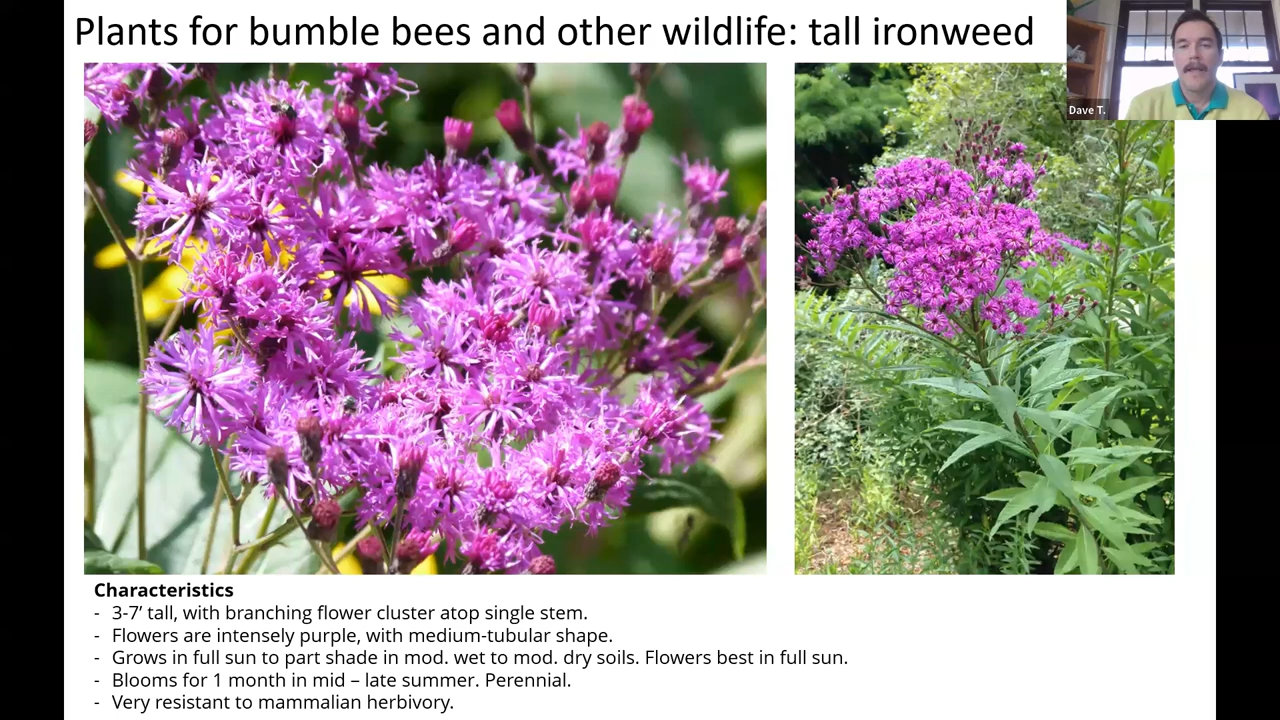 Plants for bumble bees and other wildlife: tall ironweed
Dave T.
Characteristics
- 3-7’ tall, with branching flower cluster atop single stem.
- Flowers are intensely purple, with medium-tubular shape.
- Grows in full sun to part shade in mod. wet to mod. dry soils. Flowers best in full sun.
- Blooms for 1 month in mid – late summer. Perennial.
- Very resistant to mammalian herbivory.